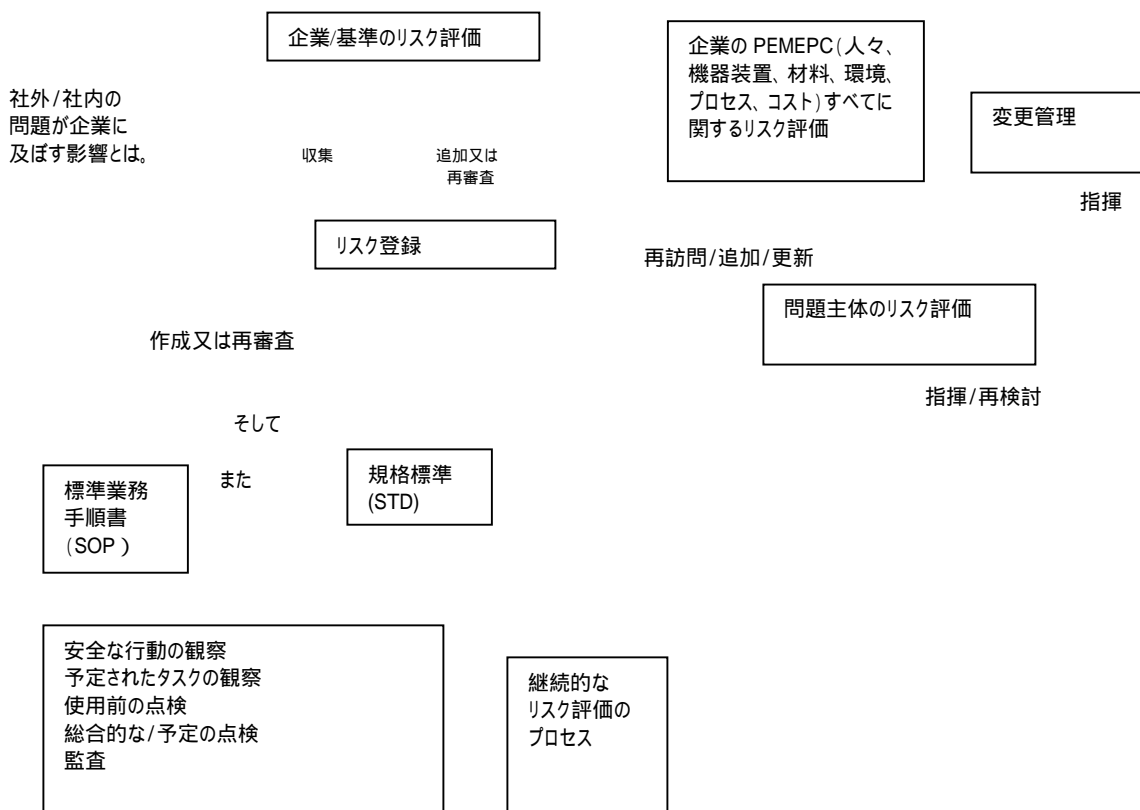 企業/基準のリスク評価
企業の PEMEPC(人々、
機器装置、材料、環境、
プロセス、コスト)すべてに
関するリスク評価
社外/社内の
問題が企業に
及ぼす影響とは。
変更管理
収集
追加又は
再審査
指揮
リスク登録
再訪問/追加/更新
問題主体のリスク評価
作成又は再審査
指揮/再検討
そして
標準業務
手順書
(SOP )
また
規格標準
(STD)
安全な行動の観察
予定されたタスクの観察
使用前の点検
総合的な/予定の点検
監査
継続的な
リスク評価の
プロセス